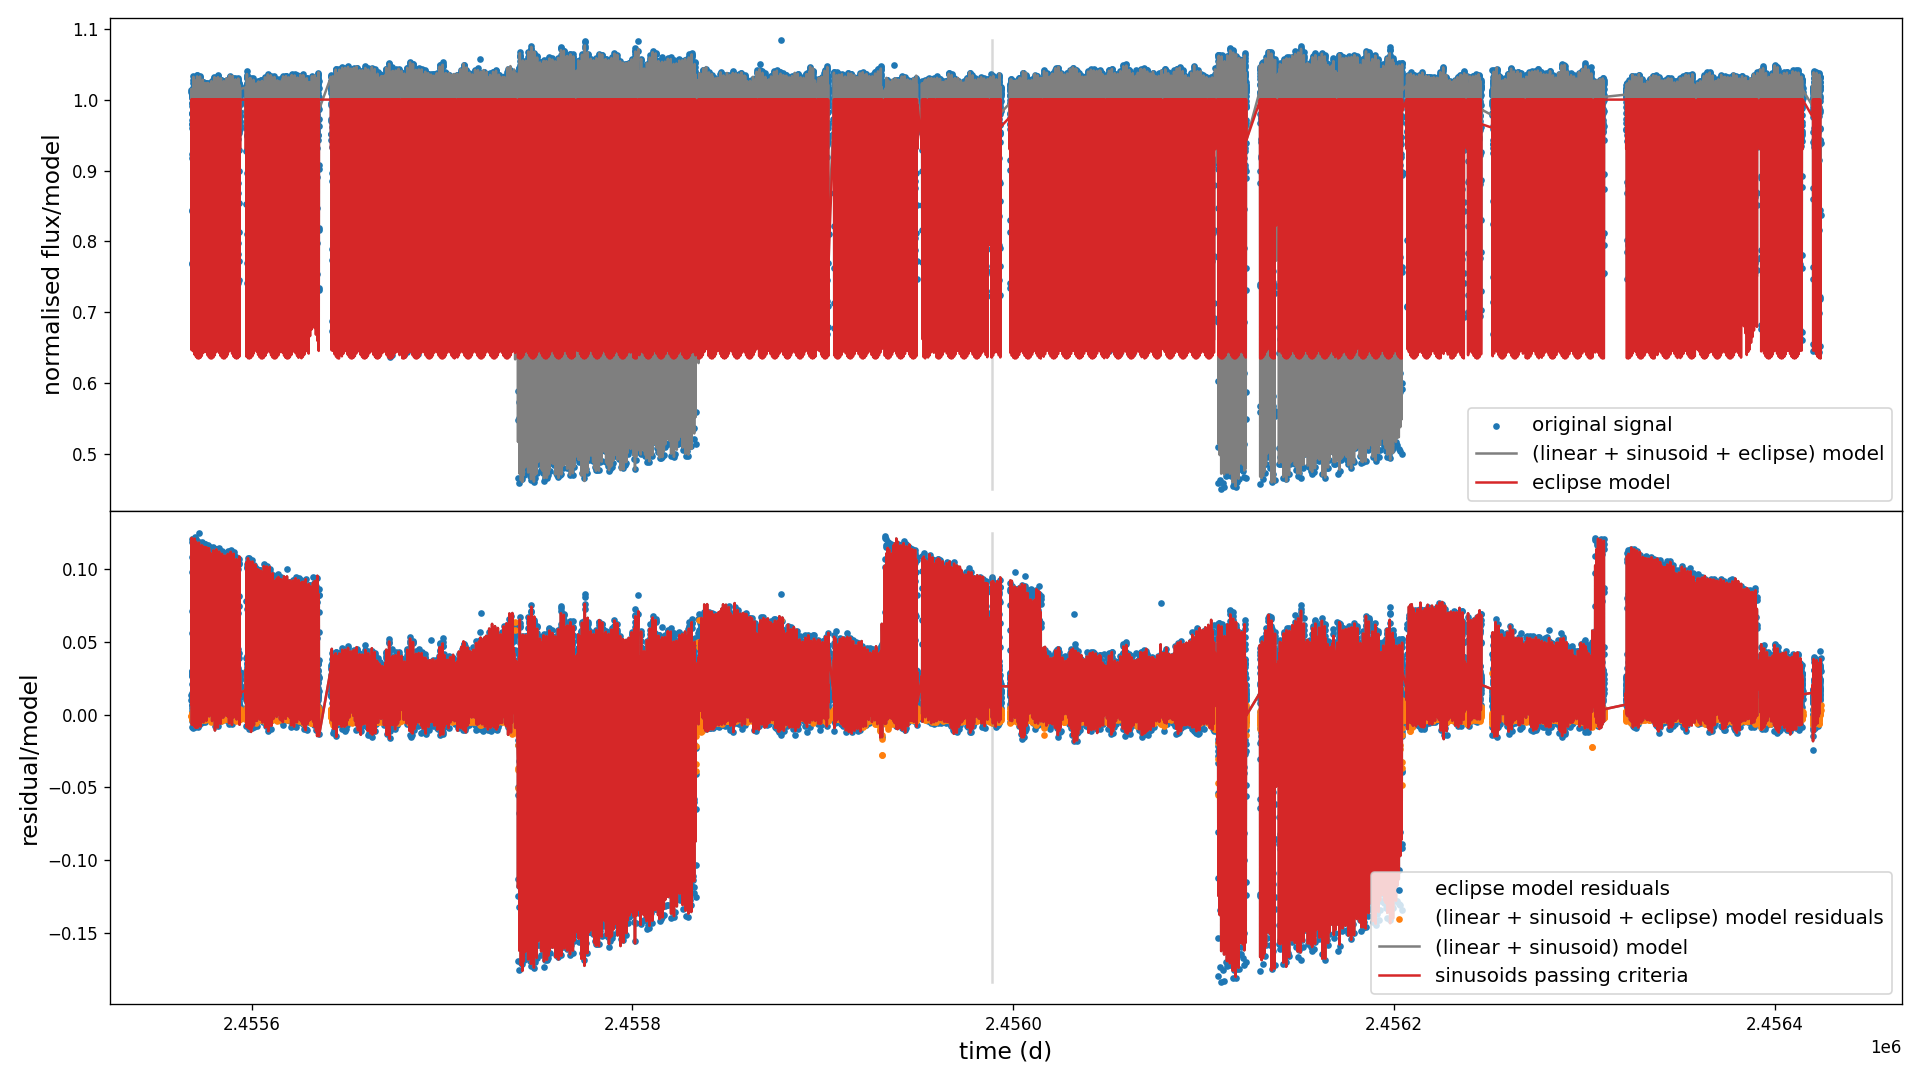 1.1
1.0
0.9
0.8
0.7
0.6
0.5
normalised flux/model
original signal
(linear + sinusoid + eclipse) model
eclipse model
0.10
0.05
0.00
−0.05
−0.10
−0.15
residual/model
eclipse model residuals
(linear + sinusoid + eclipse) model residuals
(linear + sinusoid) model
sinusoids passing criteria
2.4556
2.4558
2.4560
2.4562
2.4564
1e6
time (d)